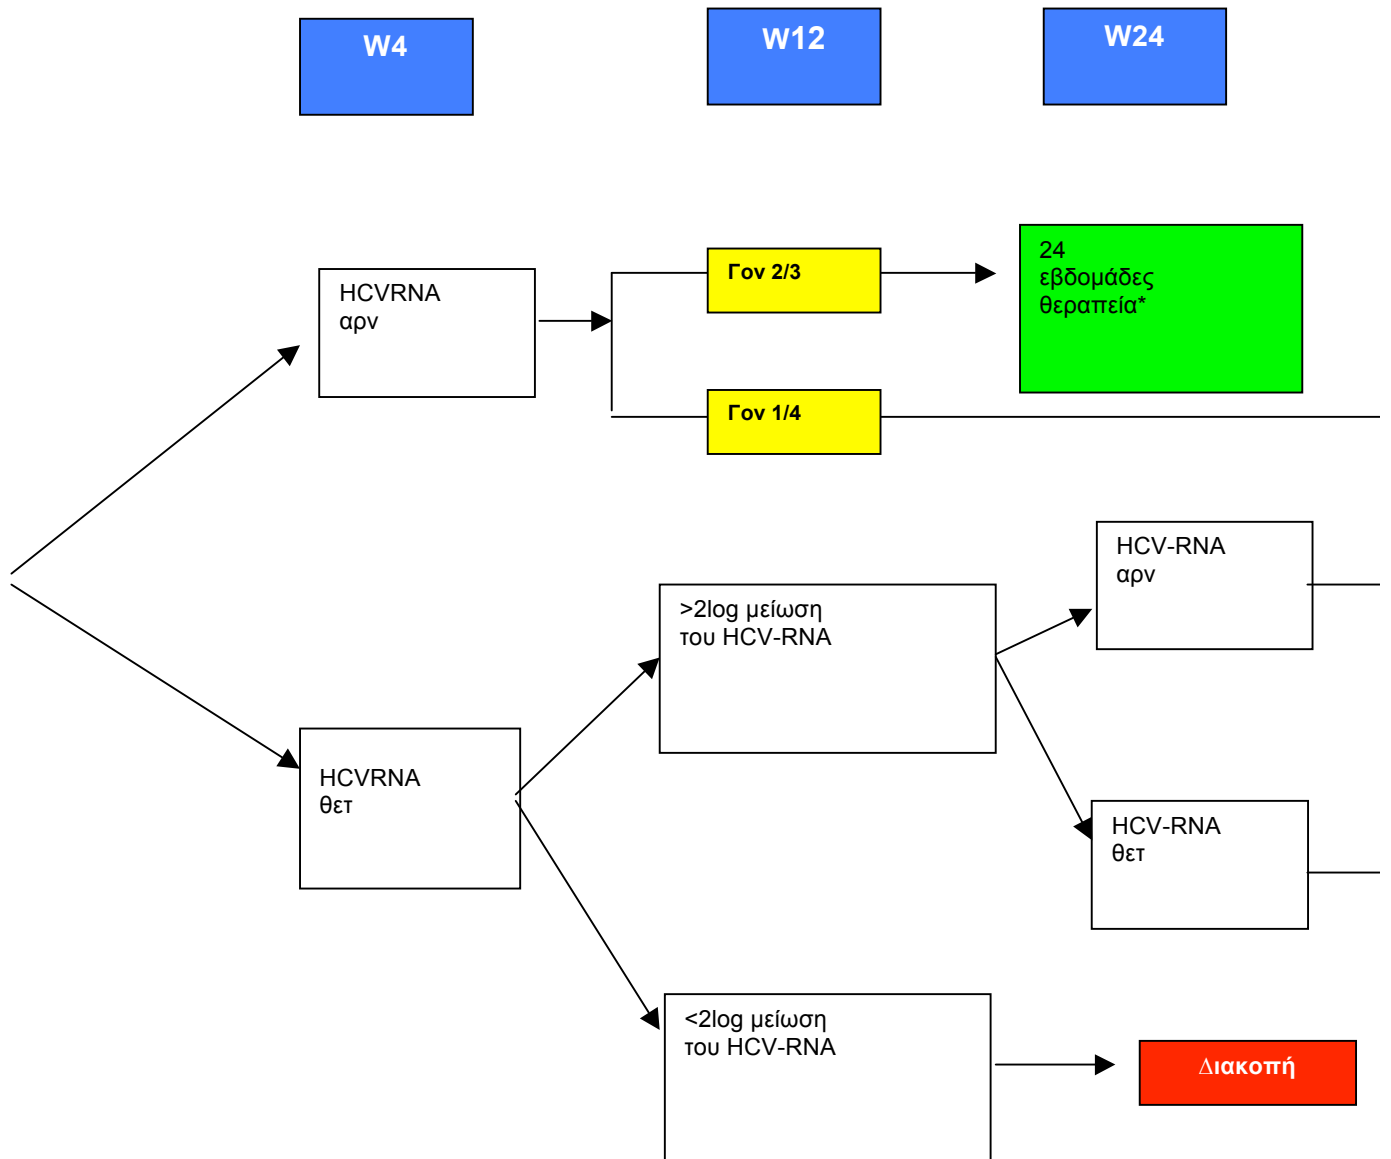 W4
W12
W24
Γον 2/3
24
εβδομάδες
θεραπεία*
HCVRNA
αρν
Γον 1/4
HCV-RNA
αρν
>2log μείωση
του HCV-RNA
HCVRNA
θετ
HCV-RNA
θετ
<2log μείωση
του HCV-RNA
Διακοπή